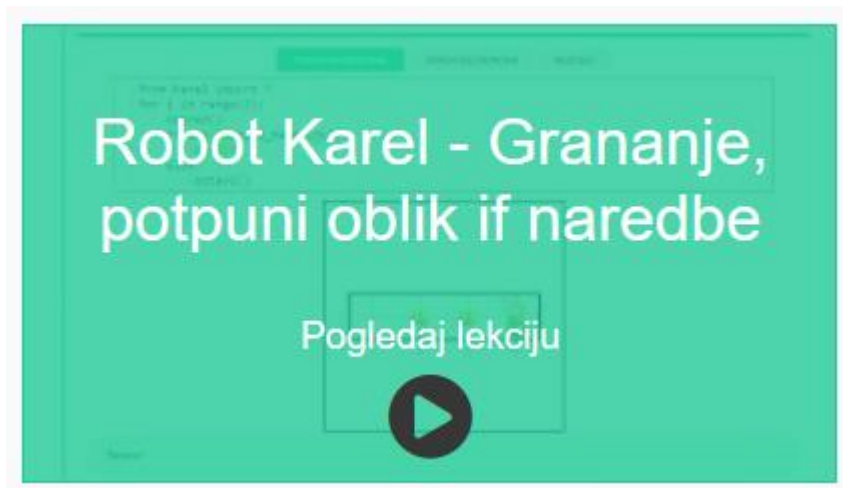 Robot Karel - Grananje,
potpuni oblik if naredbe
Pogledaj lekciju